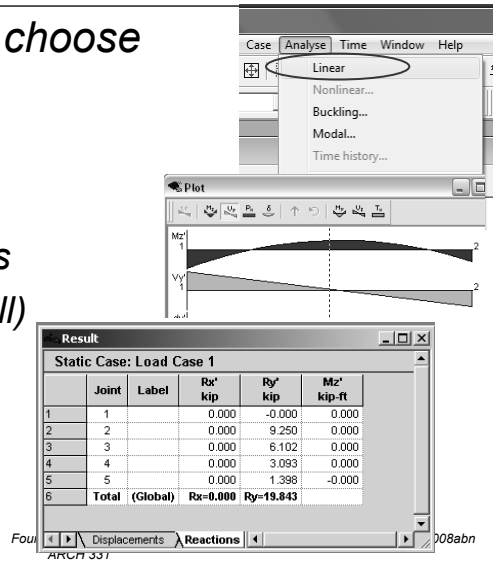 choose
Case Analyse Time Window Help
Linear
Nonlinear...
Buckling...
Modal...
Time history...
Plot
Mz'
1
2
Vy'
1
2
s
ll)
Result
Static Case: Load Case 1
Joint Label Rx' kip Ry' kip Mz' kip-ft
1 1 0.000 -0.000 0.000
2 2 0.000 9.250 0.000
3 3 0.000 6.102 0.000
4 4 0.000 3.093 0.000
5 5 0.000 1.398 -0.000
6 Total (Global) Rx=0.000 Ry=19.843
Displacements Reactions
Four
008abn
ARCH 331